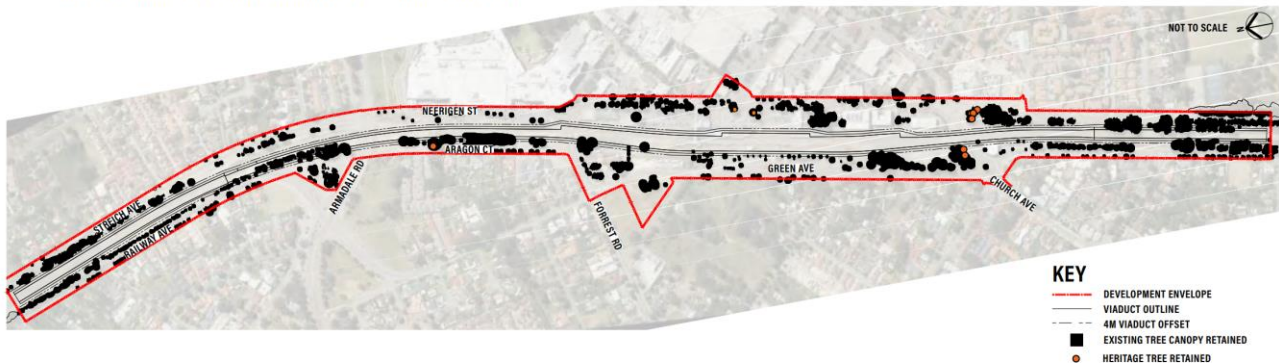 NOT TO SCALE
N
NEERIGEN ST
STREICH AVE
RAILWAY AVE
ARMADALE RD
ARAGON CT
FORREST RD
GREEN AVE
CHURCH AVE
KEY
DEVELOPMENT ENVELOPE
VIADUCT OUTLINE
4M VIADUCT OFFSET
EXISTING TREE CANOPY RETAINED
HERITAGE TREE RETAINED